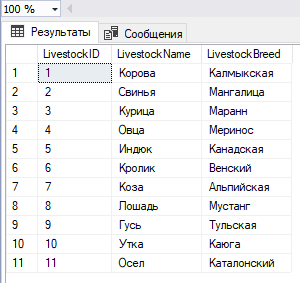 100 %
Результаты Сообщения
LivestockID LivestockName LivestockBreed
1 1 Корова Калмыкская
2 2 Свинья Мангалица
3 3 Курица Маранн
4 4 Овца Меринос
5 5 Индюк Канадская
6 6 Кролик Венский
7 7 Коза Альпийская
8 8 Лошадь Мустанг
9 9 Гусь Тульская
10 10 Утка Каюга
11 11 Осел Каталонский